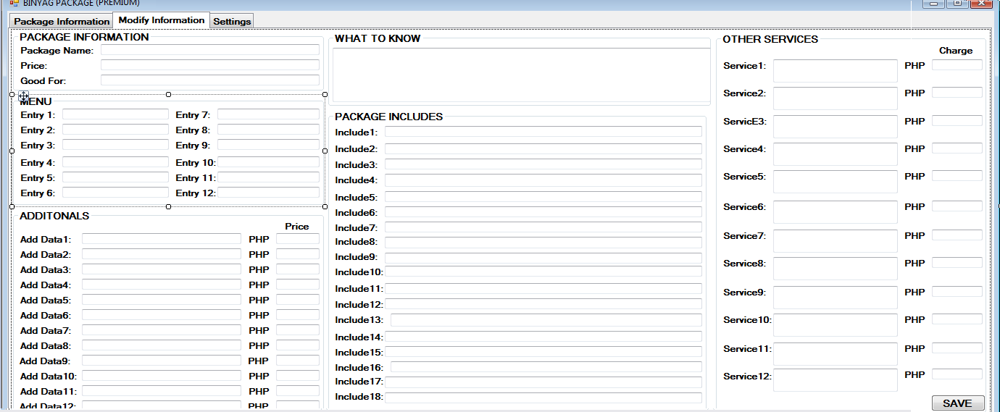 BINYAG PACKAGE (PREMIUM)
Package Information Modify Information Settings
PACKAGE INFORMATION
Package Name:
Price:
Good For:
MENU
Entry 1: Entry 7:
Entry 2: Entry 8:
Entry 3: Entry 9:
Entry 4: Entry 10:
Entry 5: Entry 11:
Entry 6: Entry 12:
ADDITONALS
Price
Add Data1: PHP
Add Data2: PHP
Add Data3: PHP
Add Data4: PHP
Add Data5: PHP
Add Data6: PHP
Add Data7: PHP
Add Data8: PHP
Add Data9: PHP
Add Data10: PHP
Add Data11: PHP
Add Data12: PHP
WHAT TO KNOW
PACKAGE INCLUDES
Include1:
Include2:
Include3:
Include4:
Include5:
Include6:
Include7:
Include8:
Include9:
Include10:
Include11:
Include12:
Include13:
Include14:
Include15:
Include16:
Include17:
Include18:
OTHER SERVICES
Charge
Service1: PHP
Service2: PHP
ServicE3: PHP
Service4: PHP
Service5: PHP
Service6: PHP
Service7: PHP
Service8: PHP
Service9: PHP
Service10: PHP
Service11: PHP
Service12: PHP
SAVE